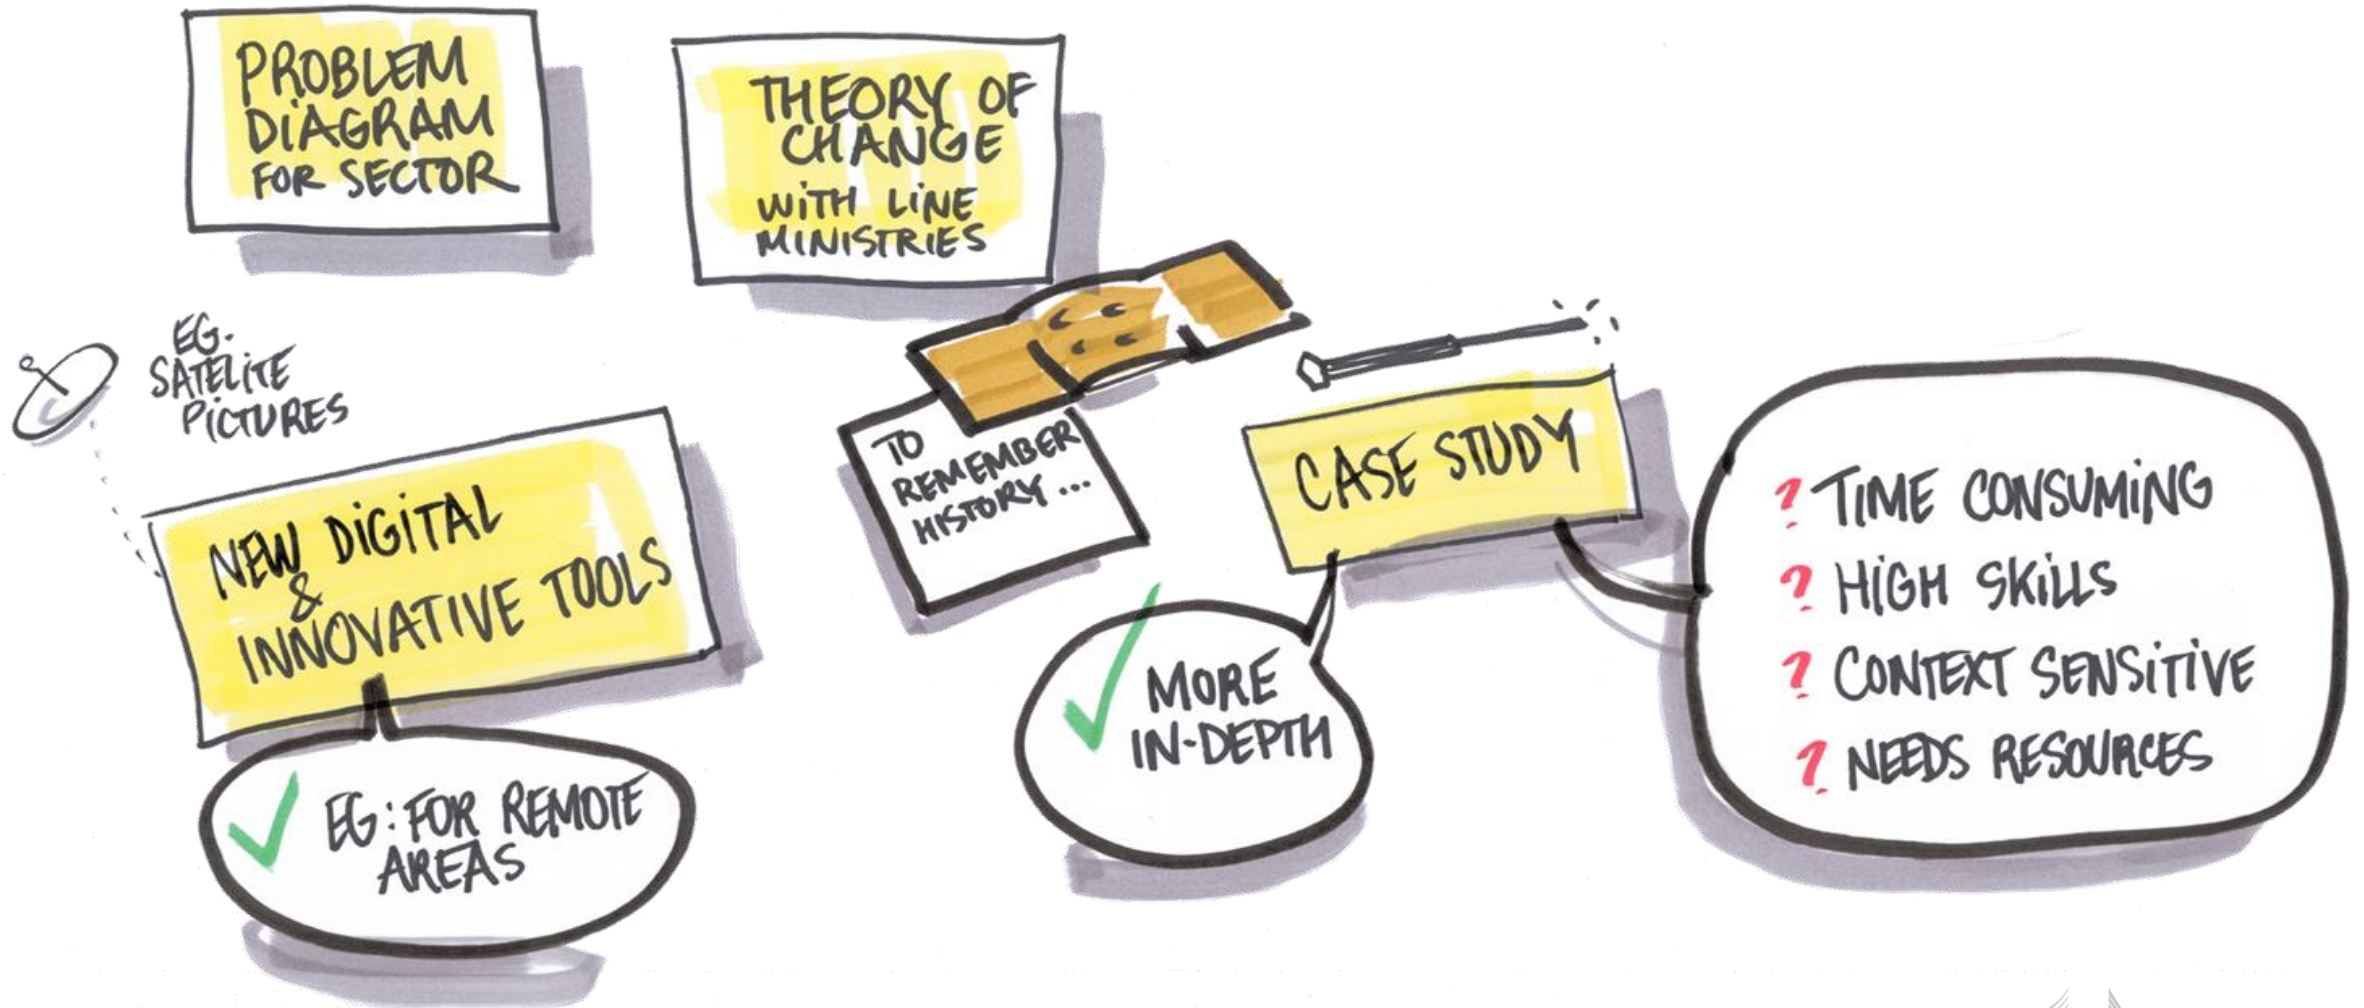 PROBLEM
DIAGRAM
FOR SECTOR
THEORY OF
CHANGE
WITH LINE
MINISTRIES
EG.
SATELITE
PICTURES
NEW DIGITAL
&
INNOVATIVE TOOLS
EG: FOR REMOTE
AREAS
TO
REMEMBER
HISTORY...
CASE STUDY
MORE
IN-DEPTH
? TIME CONSUMING
? HIGH SKILLS
? CONTEXT SENSITIVE
? NEEDS RESOURCES